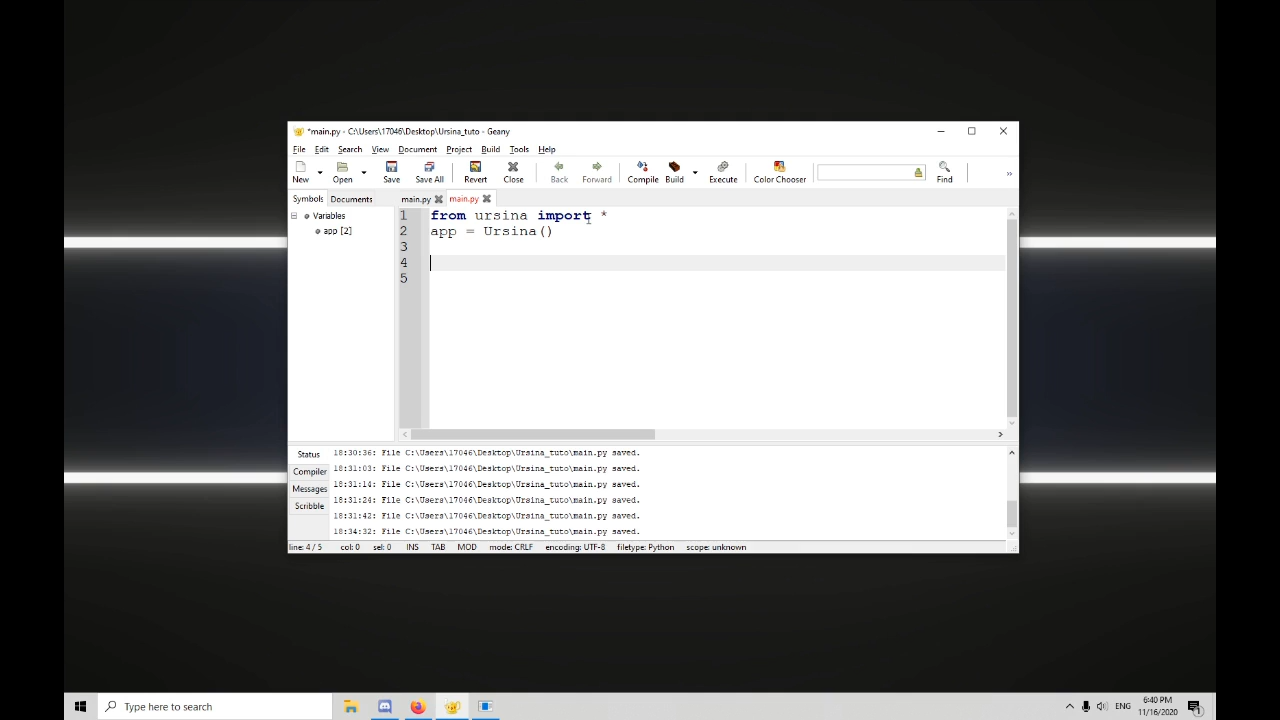 *main.py - C:\Users\17046\Desktop\Ursina_tuto - Geany
File Edit Search View Document Project Build Tools Help
New Open Save Save All Revert Close Back Forward Compile Build Execute Color Chooser Find
Symbols Documents main.py main.py
Variables
app [2]
1 from ursina import *
2 app = Ursina()
3
4
5
Status
Compiler
Messages
Scribble
18:30:36: File C:\Users\17046\Desktop\Ursina_tuto\main.py saved.
18:31:03: File C:\Users\17046\Desktop\Ursina_tuto\main.py saved.
18:31:14: File C:\Users\17046\Desktop\Ursina_tuto\main.py saved.
18:31:24: File C:\Users\17046\Desktop\Ursina_tuto\main.py saved.
18:31:42: File C:\Users\17046\Desktop\Ursina_tuto\main.py saved.
18:34:32: File C:\Users\17046\Desktop\Ursina_tuto\main.py saved.
line: 4 / 5 col: 0 sel: 0 INS TAB MOD mode: CRLF encoding: UTF-8 filetype: Python scope: unknown
Type here to search
ENG
6:40 PM
11/16/2020
1